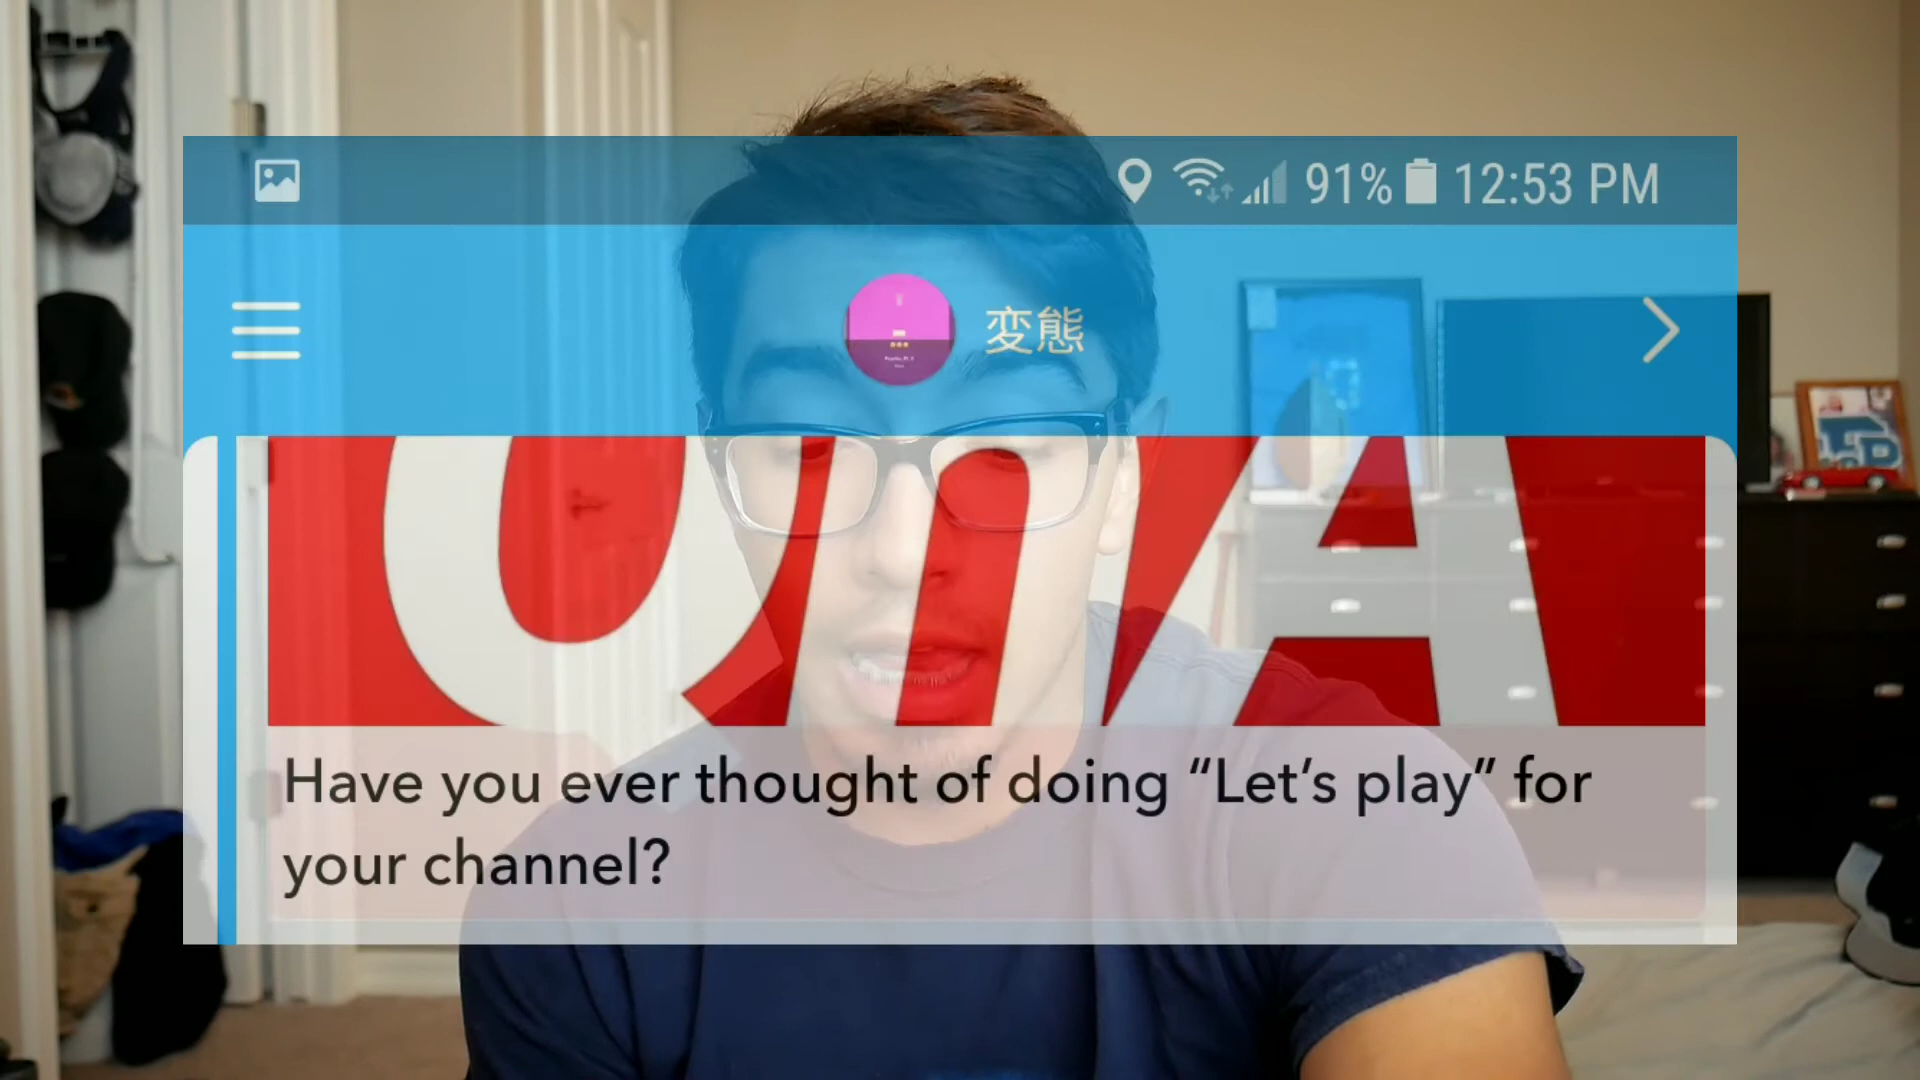 91% 12:53 PM
変態
QnA
Have you ever thought of doing “Let’s play” for
your channel?